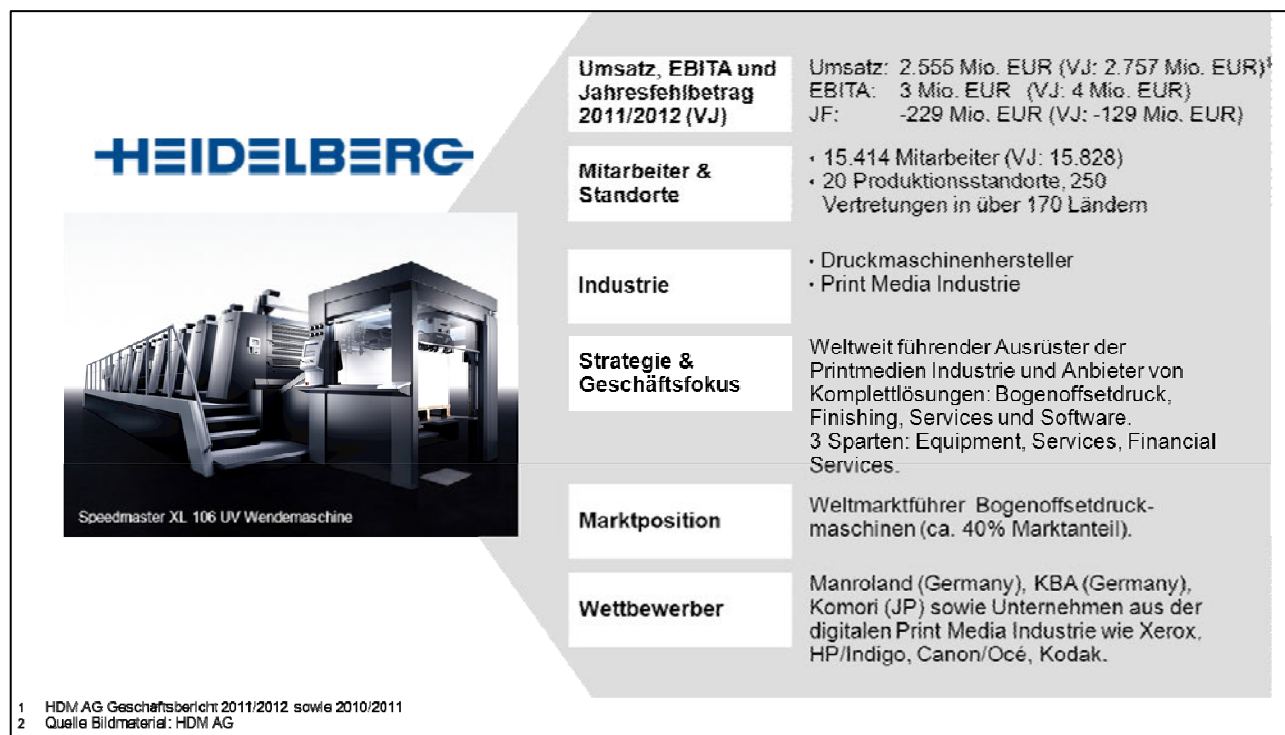 HEIDELBERG
Speedmaster XL 106 UV Wendemaschine
Umsatz, EBITA und
Jahresfehlbetrag
2011/2012 (VJ)
Umsatz: 2.555 Mio. EUR (VJ: 2.757 Mio. EUR)¹
EBITA: 3 Mio. EUR (VJ: 4 Mio. EUR)
JF: -229 Mio. EUR (VJ: -129 Mio. EUR)
Mitarbeiter &
Standorte
• 15.414 Mitarbeiter (VJ: 15.828)
• 20 Produktionsstandorte, 250
Vertretungen in über 170 Ländern
Industrie
• Druckmaschinenhersteller
• Print Media Industrie
Strategie &
Geschäftsfokus
Weltweit führender Ausrüster der
Printmedien Industrie und Anbieter von
Komplettlösungen: Bogenoffsetdruck,
Finishing, Services und Software.
3 Sparten: Equipment, Services, Financial
Services.
Marktposition
Weltmarktführer Bogenoffsetdruck-
maschinen (ca. 40% Marktanteil).
Wettbewerber
Manroland (Germany), KBA (Germany),
Komori (JP) sowie Unternehmen aus der
digitalen Print Media Industrie wie Xerox,
HP/Indigo, Canon/Océ, Kodak.
1 HDM AG Geschäftsbericht 2011/2012 sowie 2010/2011
2 Quelle Bildmaterial: HDM AG